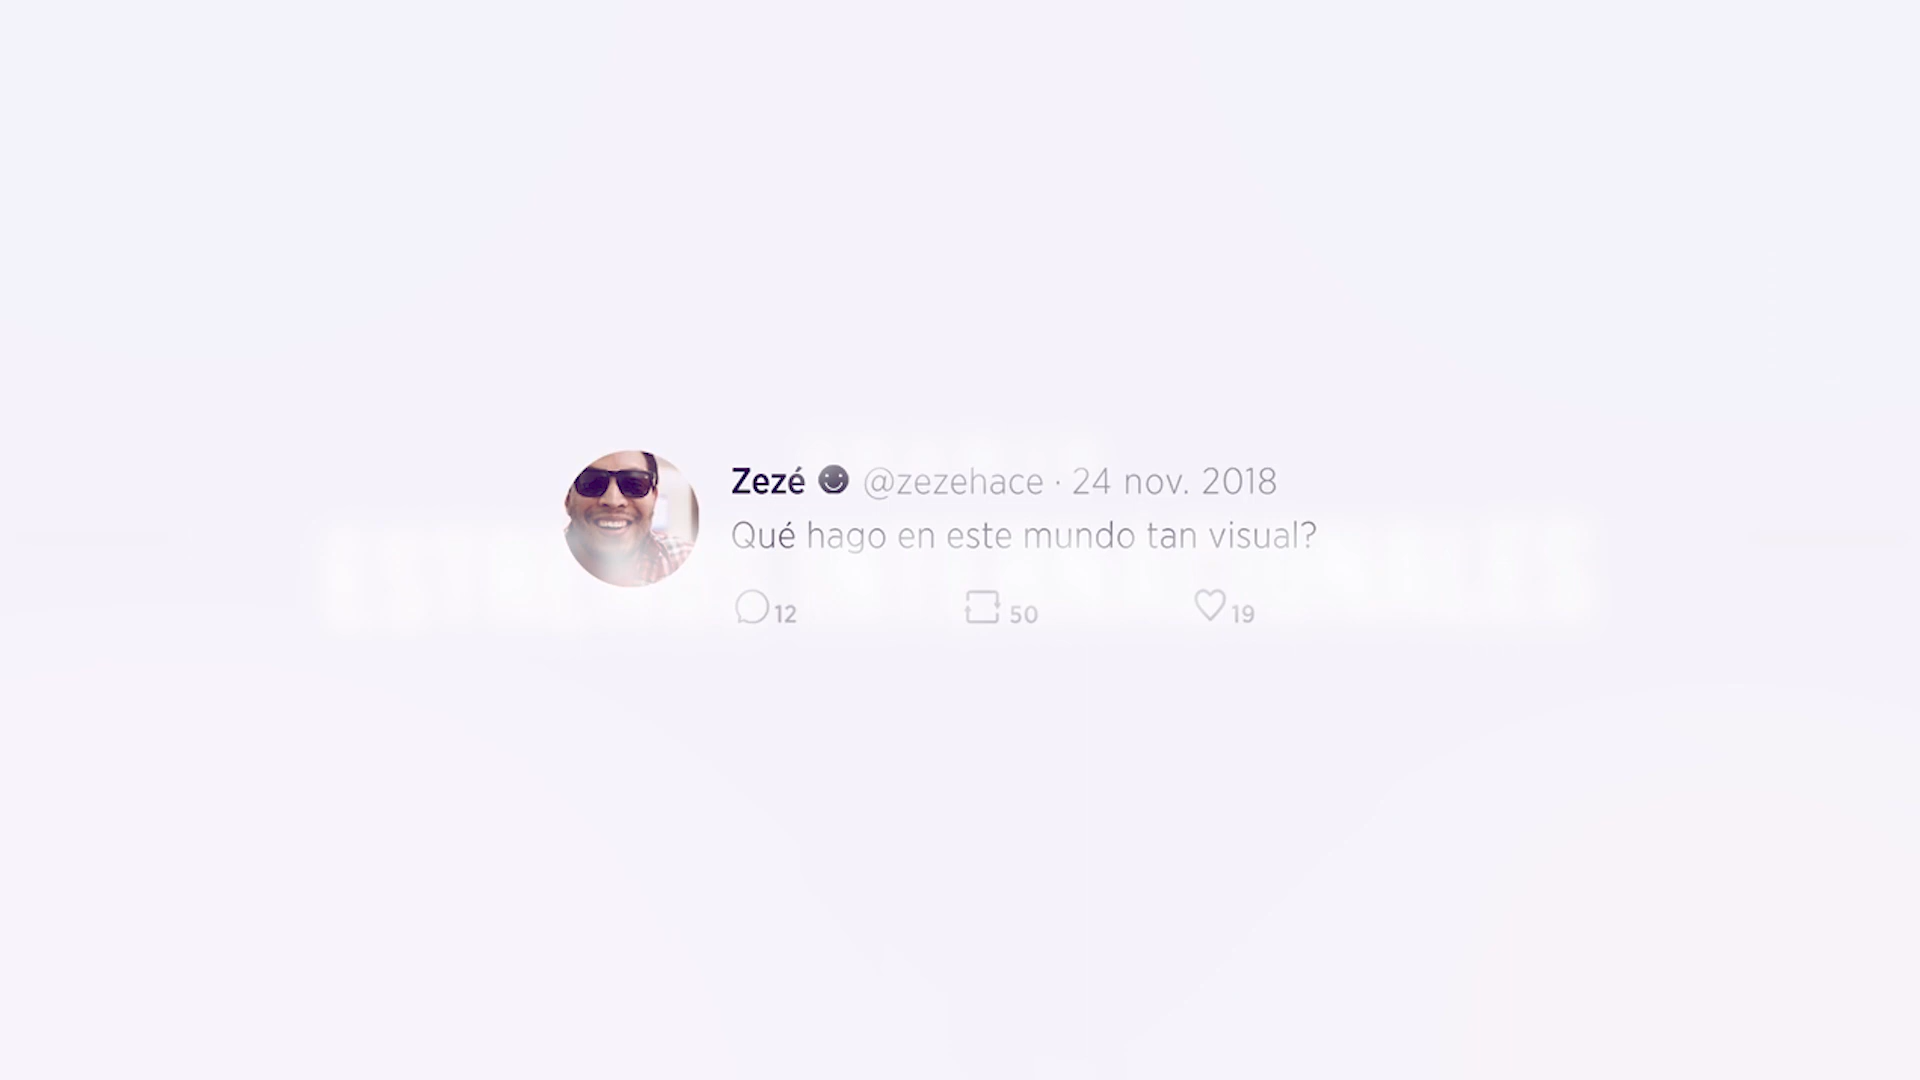 Zezé @zezehace · 24 nov. 2018
Qué hago en este mundo tan visual?
12 50 19